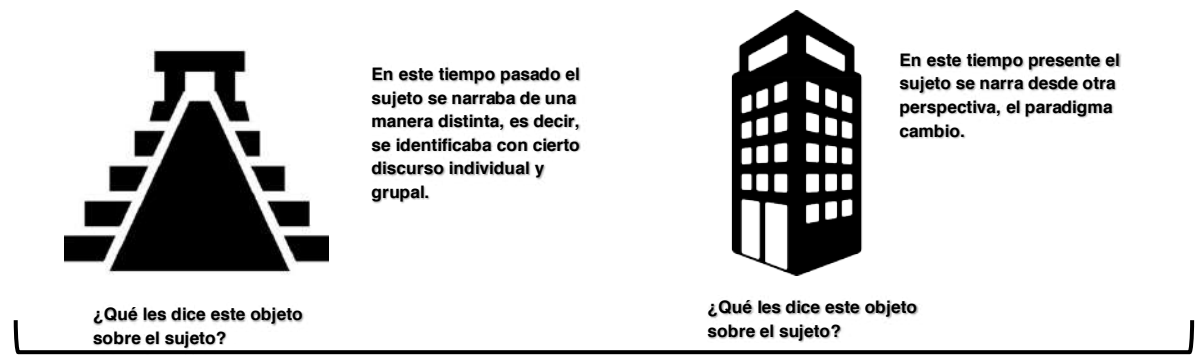 En este tiempo pasado el
sujeto se narraba de una
manera distinta, es decir,
se identificaba con cierto
discurso individual y
grupal.
¿Qué les dice este objeto
sobre el sujeto?
En este tiempo presente el
sujeto se narra desde otra
perspectiva, el paradigma
cambio.
¿Qué les dice este objeto
sobre el sujeto?